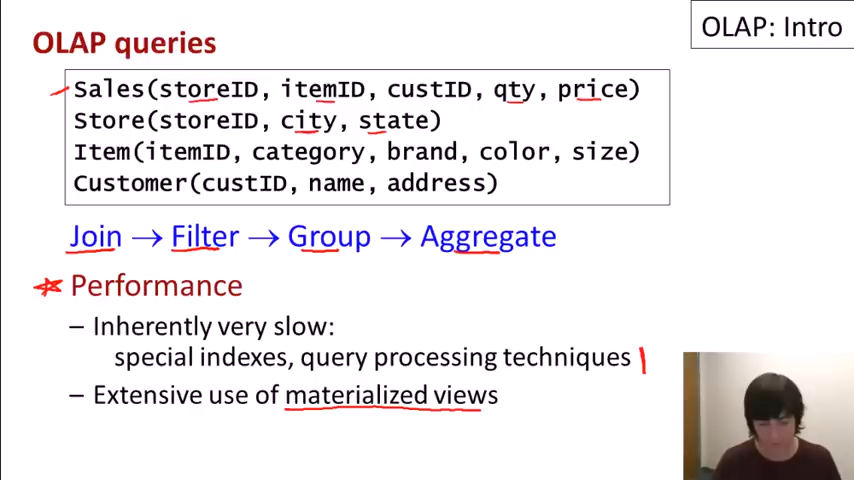 OLAP: Intro
OLAP queries
Sales(storeID, itemID, custID, qty, price)
Store(storeID, city, state)
Item(itemID, category, brand, color, size)
Customer(custID, name, address)
Join → Filter → Group → Aggregate
Performance
– Inherently very slow:
special indexes, query processing techniques
– Extensive use of materialized views